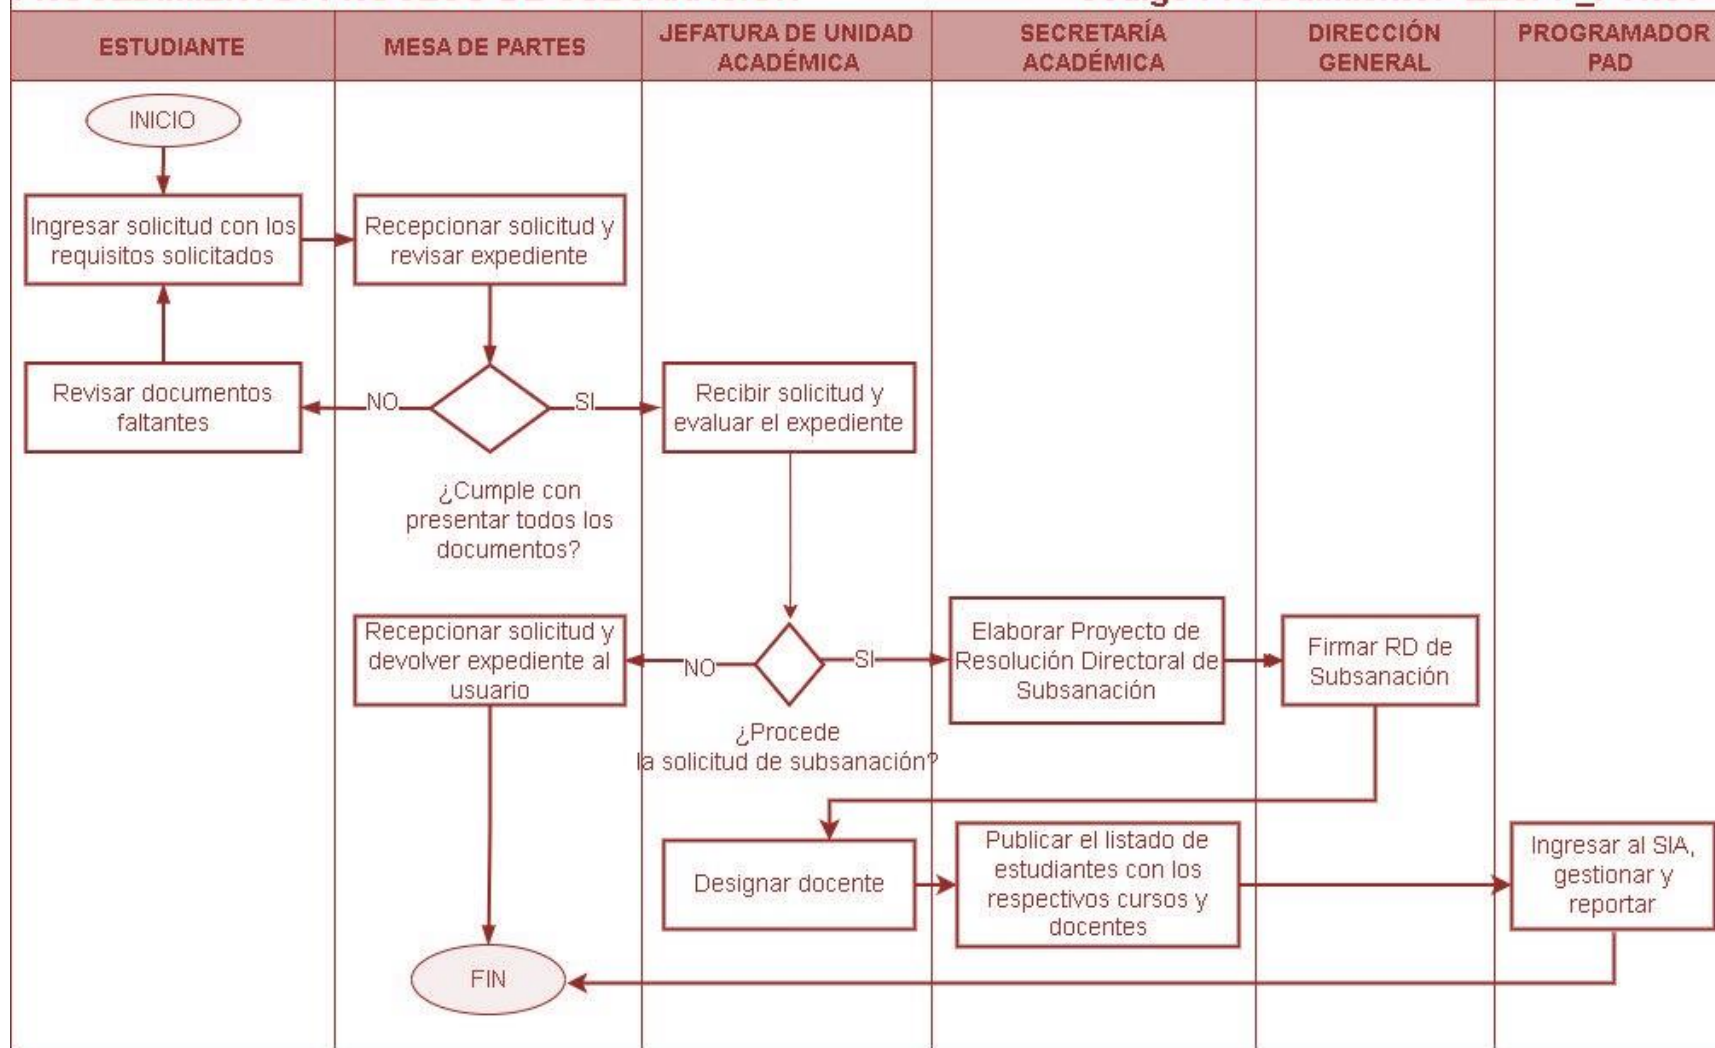 ESTUDIANTE
MESA DE PARTES
JEFATURA DE UNIDAD
ACADÉMICA
SECRETARÍA
ACADÉMICA
DIRECCIÓN
GENERAL
PROGRAMADOR
PAD
INICIO
Ingresar solicitud con los
requisitos solicitados
Recepcionar solicitud y
revisar expediente
Revisar documentos
faltantes
NO
SI
Recibir solicitud y
evaluar el expediente
¿Cumple con
presentar todos los
documentos?
Recepcionar solicitud y
devolver expediente al
usuario
NO
SI
Elaborar Proyecto de
Resolución Directoral de
Subsanación
Firmar RD de
Subsanación
¿Procede
la solicitud de subsanación?
Designar docente
Publicar el listado de
estudiantes con los
respectivos cursos y
docentes
Ingresar al SIA,
gestionar y
reportar
FIN